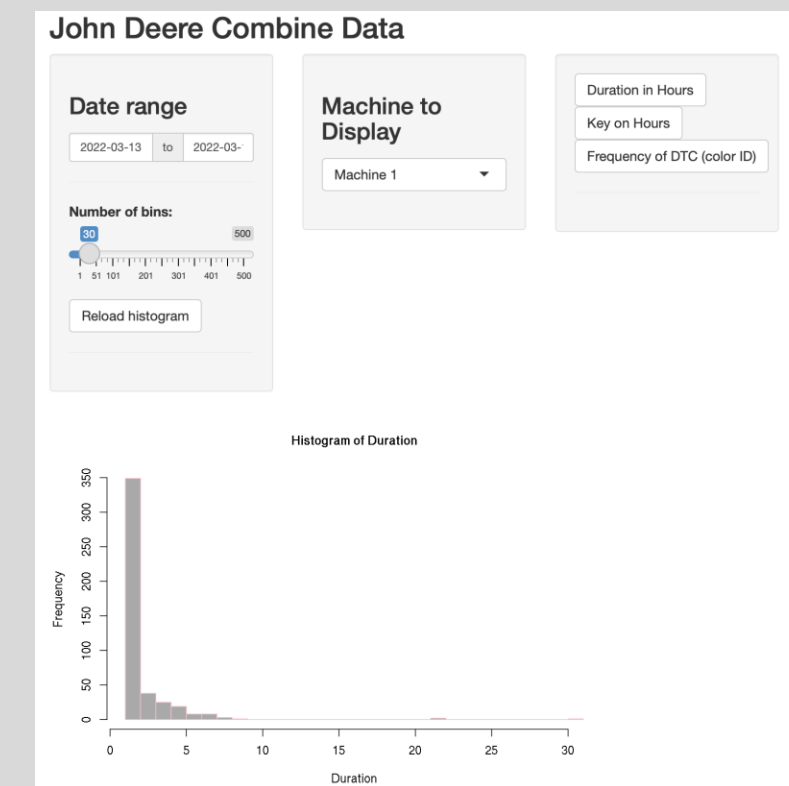 John Deere Combine Data
Date range
2022-03-13 to 2022-03-
Number of bins:
30 500
1 51 101 201 301 401 500
Reload histogram
Machine to
Display
Machine 1
Duration in Hours
Key on Hours
Frequency of DTC (color ID)
Histogram of Duration
Frequency
350
300
250
200
150
100
50
0
0 5 10 15 20 25 30
Duration